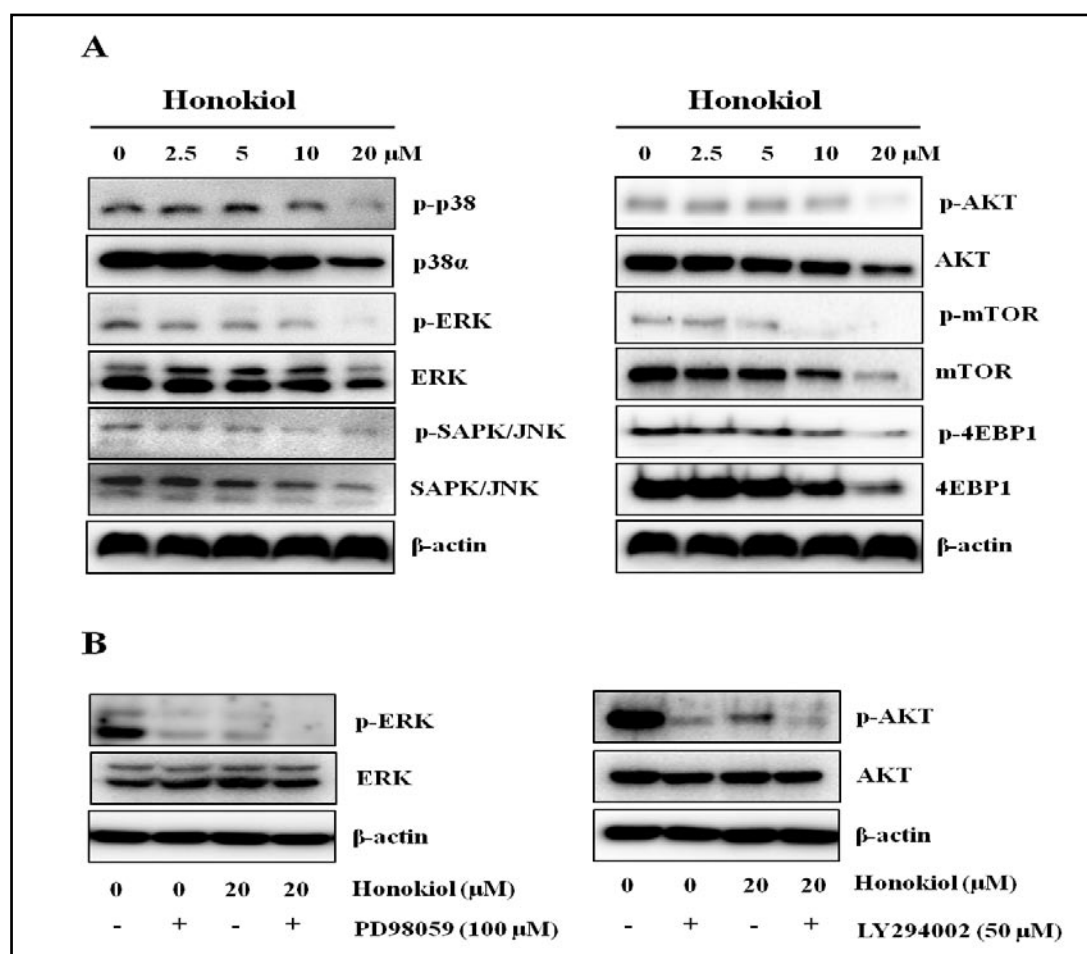 A
Honokiol
0 2.5 5 10 20 μM
p-p38
p38α
p-ERK
ERK
p-SAPK/JNK
SAPK/JNK
β-actin
Honokiol
0 2.5 5 10 20 μM
p-AKT
AKT
p-mTOR
mTOR
p-4EBP1
4EBP1
β-actin
B
p-ERK
ERK
β-actin
0 0 20 20 Honokiol (μM)
- + - + PD98059 (100 μM)
p-AKT
AKT
β-actin
0 0 20 20
- + - + LY294002 (50 μM)